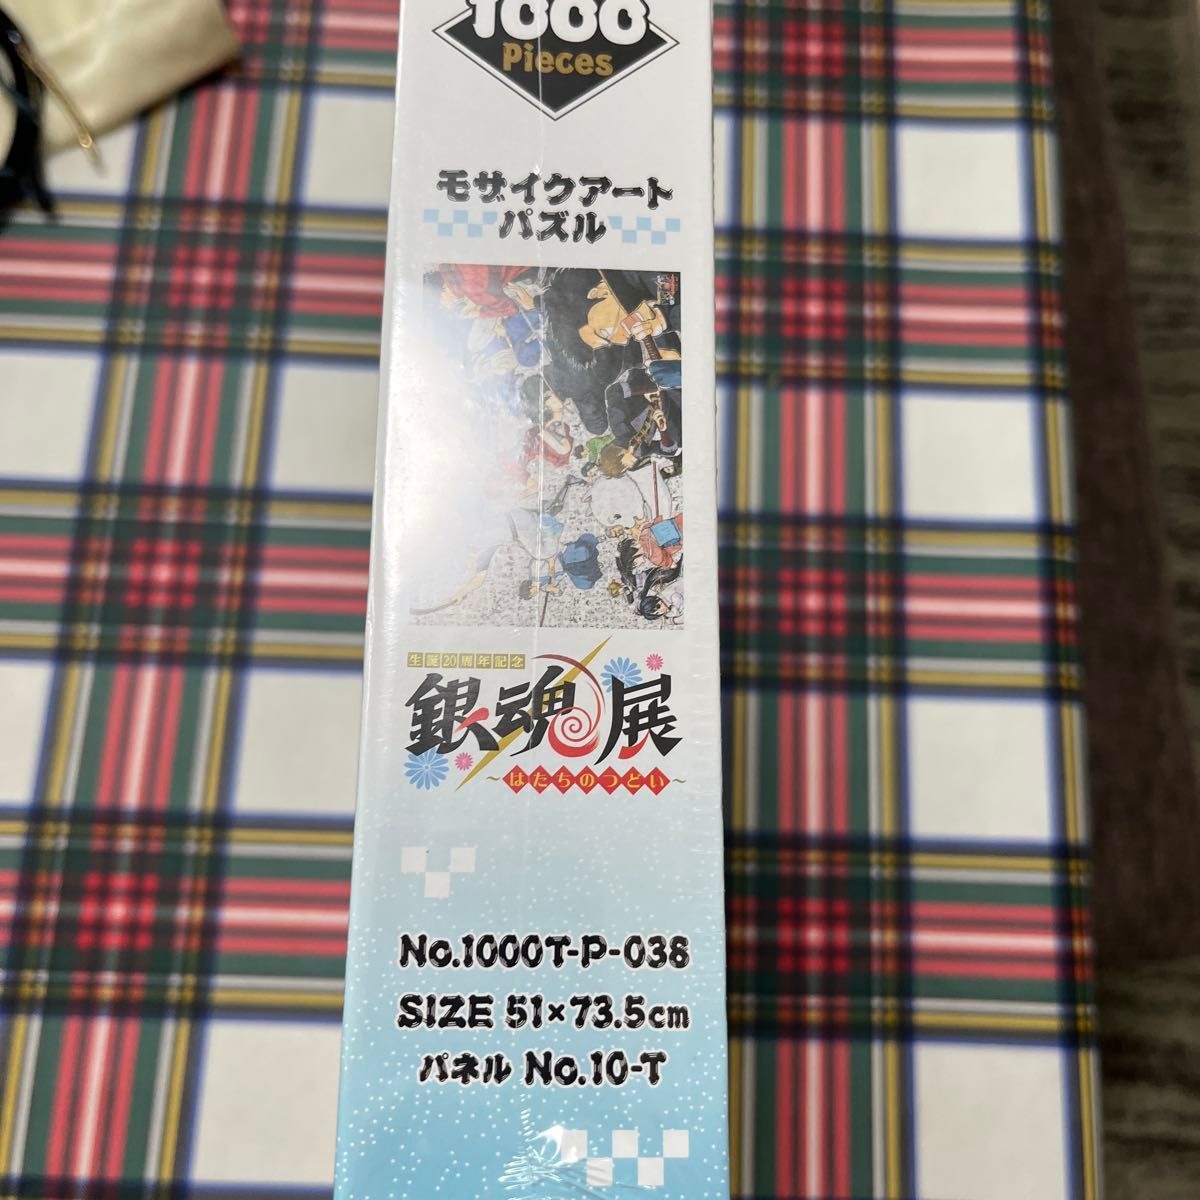 1000
Pieces
モザイクアート
パズル
生誕20周年記念
銀魂展
~はたちのつどい~
No.1000T-P-038
SIZE 51×73.5cm
パネル No.10-T